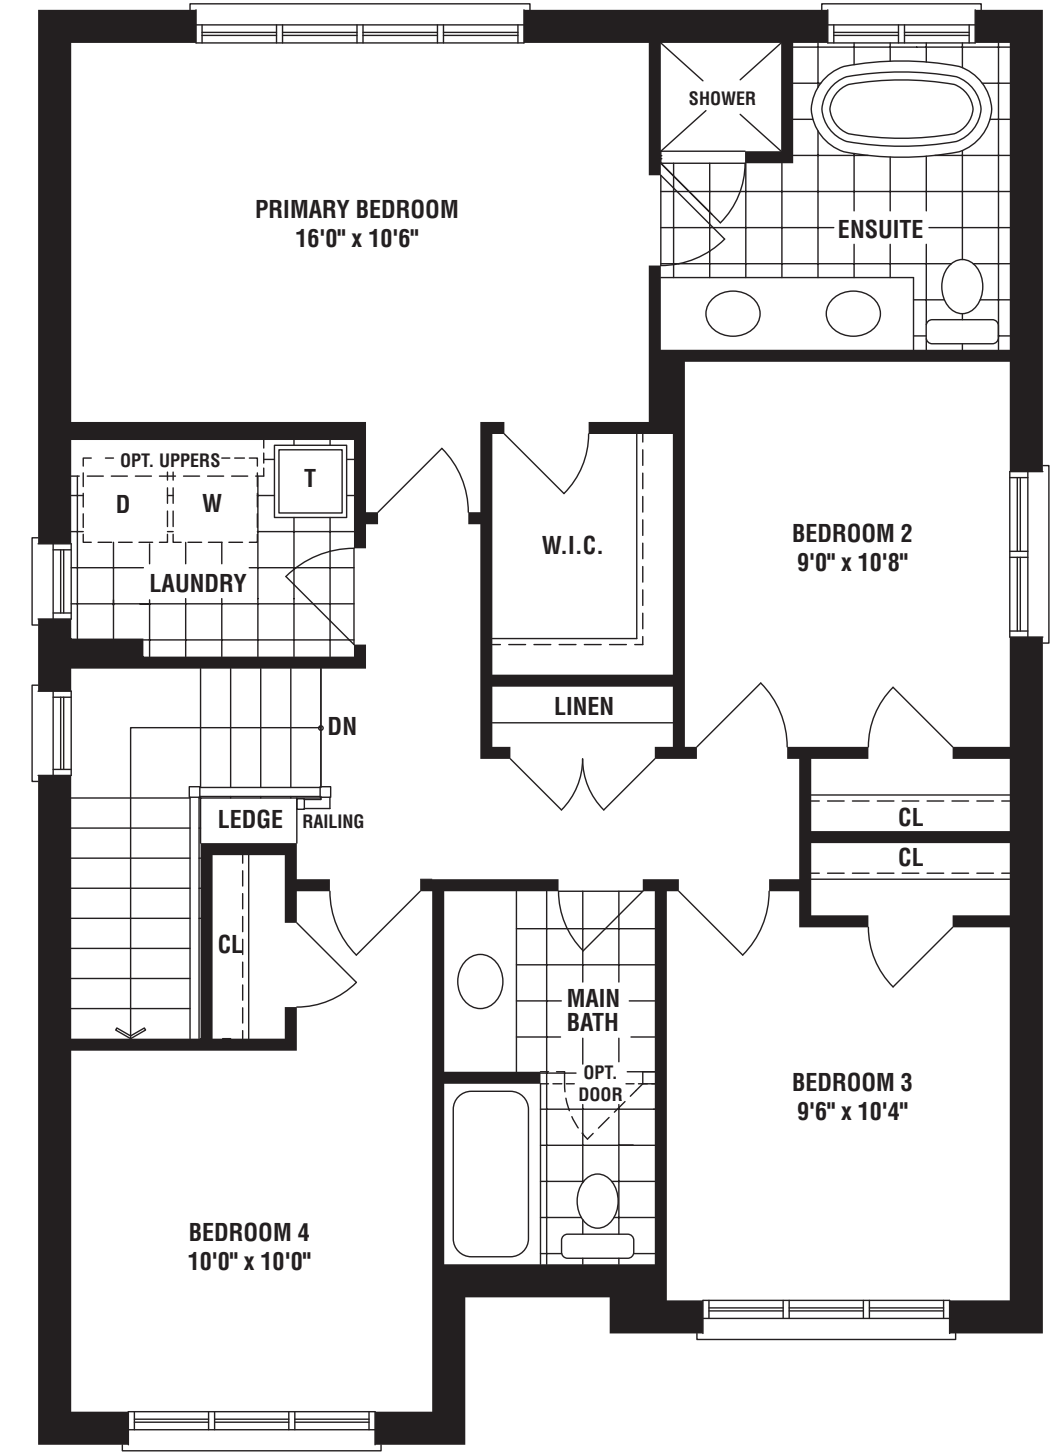 SHOWER
PRIMARY BEDROOM
16'0" x 10'6"
ENSUITE
OPT. UPPERS
D
W
T
LAUNDRY
W.I.C.
BEDROOM 2
9'0" x 10'8"
LINEN
DN
LEDGE
RAILING
CL
CL
CL
MAIN
BATH
OPT.
DOOR
BEDROOM 3
9'6" x 10'4"
BEDROOM 4
10'0" x 10'0"